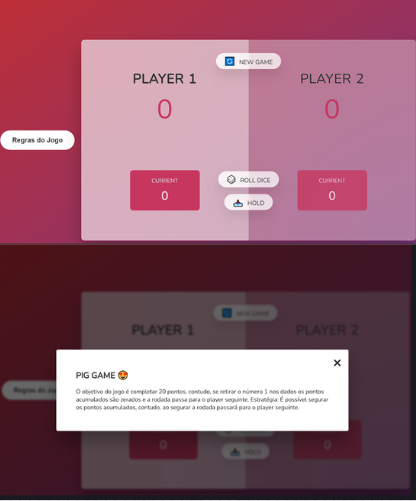 NEW GAME
PLAYER 1
PLAYER 2
0
0
Regras do Jogo
CURRENT
0
ROLL DICE
HOLD
CURRENT
0
NEW GAME
PLAYER 1
PLAYER 2
Regras do Jo
PIG GAME 😍
O objetivo do jogo é completar 20 pontos, contudo, se retirar o número 1 nos dados os pontos
acumulados são zerados e a rodada passa para o player seguinte. Estratégia: É possível segurar
os pontos acumulados, contudo, ao segurar a rodada passará para o player seguinte.
0
HOLD
0